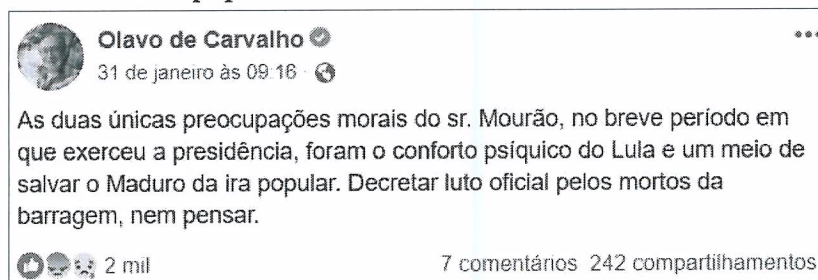 Olavo de Carvalho
31 de janeiro às 09:16
As duas únicas preocupações morais do sr. Mourão, no breve período em
que exerceu a presidência, foram o conforto psíquico do Lula e um meio de
salvar o Maduro da ira popular. Decretar luto oficial pelos mortos da
barragem, nem pensar.
2 mil
7 comentários 242 compartilhamentos